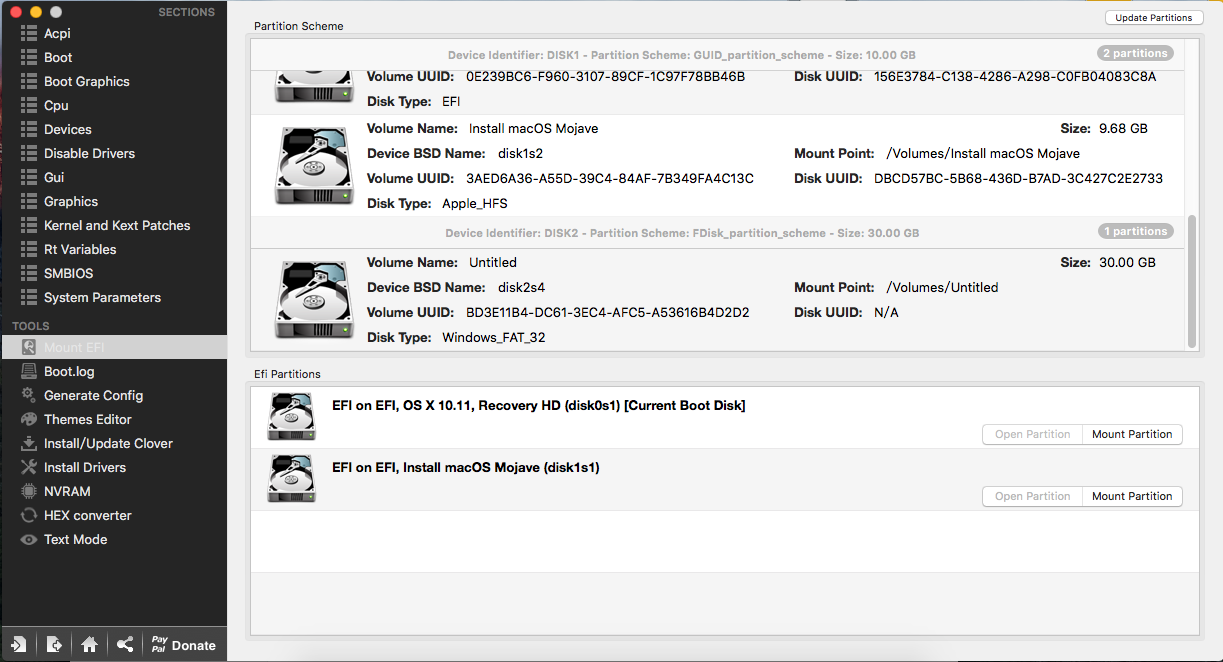 SECTIONS
Acpi
Boot
Boot Graphics
Cpu
Devices
Disable Drivers
Gui
Graphics
Kernel and Kext Patches
Rt Variables
SMBIOS
System Parameters
TOOLS
Mount EFI
Boot.log
Generate Config
Themes Editor
Install/Update Clover
Install Drivers
NVRAM
HEX converter
Text Mode
Pay
Pal
Donate
Partition Scheme
Update Partitions
Device Identifier: DISK1 - Partition Scheme: GUID_partition_scheme - Size: 10.00 GB
2 partitions
Volume UUID: 0E239BC6-F960-3107-89CF-1C97F78BB46B
Disk UUID: 156E3784-C138-4286-A298-C0FB04083C8A
Disk Type: EFI
Volume Name: Install macOS Mojave
Size: 9.68 GB
Device BSD Name: disk1s2
Mount Point: /Volumes/Install macOS Mojave
Volume UUID: 3AED6A36-A55D-39C4-84AF-7B349FA4C13C
Disk UUID: DBCD57BC-5B68-436D-B7AD-3C427C2E2733
Disk Type: Apple_HFS
Device Identifier: DISK2 - Partition Scheme: FDisk_partition_scheme - Size: 30.00 GB
1 partitions
Volume Name: Untitled
Size: 30.00 GB
Device BSD Name: disk2s4
Mount Point: /Volumes/Untitled
Volume UUID: BD3E11B4-DC61-3EC4-AFC5-A53616B4D2D2
Disk UUID: N/A
Disk Type: Windows_FAT_32
Efi Partitions
EFI on EFI, OS X 10.11, Recovery HD (disk0s1) [Current Boot Disk]
Open Partition
Mount Partition
EFI on EFI, Install macOS Mojave (disk1s1)
Open Partition
Mount Partition